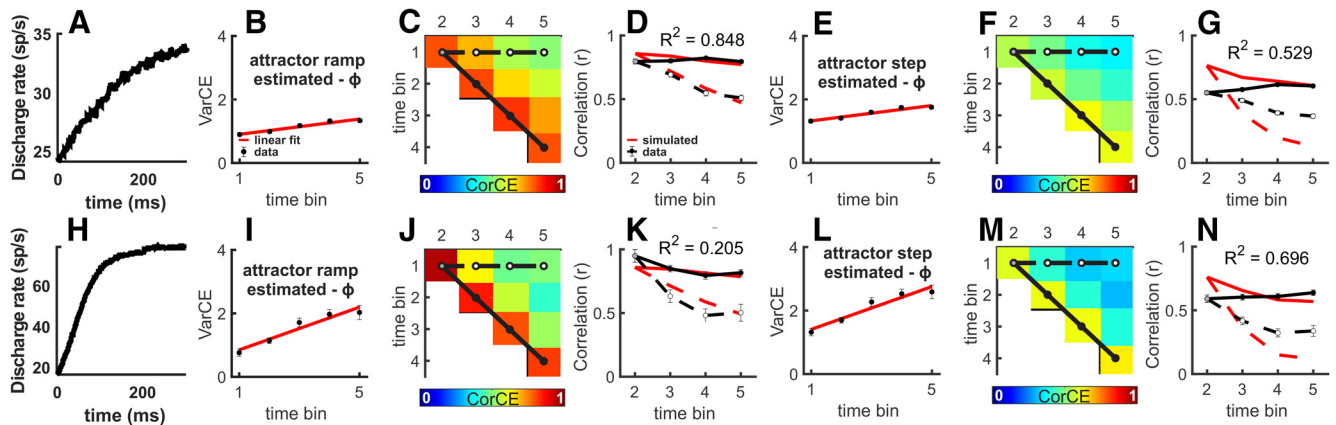 A
Discharge rate (sp/s)
35
30
25
0
200
time (ms)
B
VarCE
4
2
0
attractor ramp
estimated - ϕ
linear fit
data
1
5
time bin
C
2 3 4 5
time bin
1
2
3
4
0 CorCE 1
D
Correlation (r)
1
0.5
0
R² = 0.848
simulated
data
2 3 4 5
time bin
E
VarCE
4
2
0
attractor step
estimated - ϕ
1
5
time bin
F
2 3 4 5
time bin
1
2
3
4
0 CorCE 1
G
Correlation (r)
1
0.5
0
R² = 0.529
2 3 4 5
time bin
H
Discharge rate (sp/s)
60
40
20
0
200
time (ms)
I
VarCE
4
2
0
attractor ramp
estimated - ϕ
1
5
time bin
J
2 3 4 5
time bin
1
2
3
4
0 CorCE 1
K
Correlation (r)
1
0.5
0
R² = 0.205
2 3 4 5
time bin
L
VarCE
4
2
0
attractor step
estimated - ϕ
1
5
time bin
M
2 3 4 5
time bin
1
2
3
4
0 CorCE 1
N
Correlation (r)
1
0.5
0
R² = 0.696
2 3 4 5
time bin